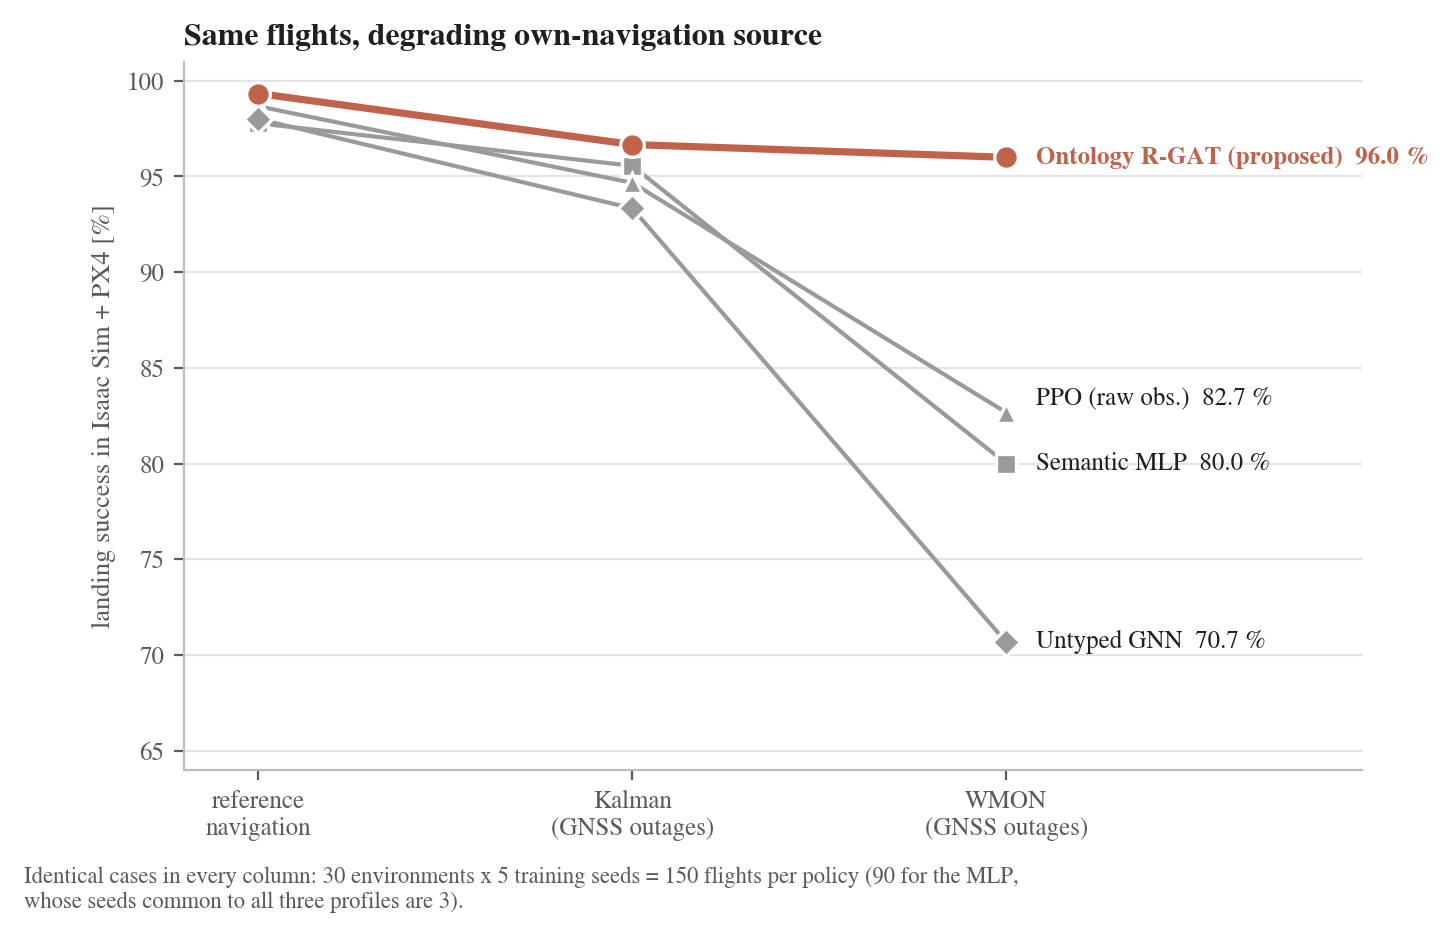 Same flights, degrading own-navigation source
landing success in Isaac Sim + PX4 [%]
100
95
90
85
80
75
70
65
Ontology R-GAT (proposed)  96.0 %
PPO (raw obs.)  82.7 %
Semantic MLP  80.0 %
Untyped GNN  70.7 %
reference
navigation
Kalman
(GNSS outages)
WMON
(GNSS outages)
Identical cases in every column: 30 environments x 5 training seeds = 150 flights per policy (90 for the MLP,
whose seeds common to all three profiles are 3).